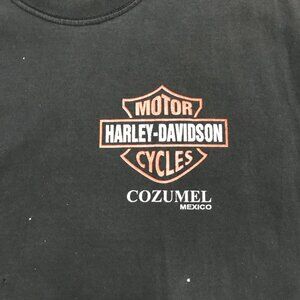 MOTOR
HARLEY-DAVIDSON
CYCLES
COZUMEL
MEXICO